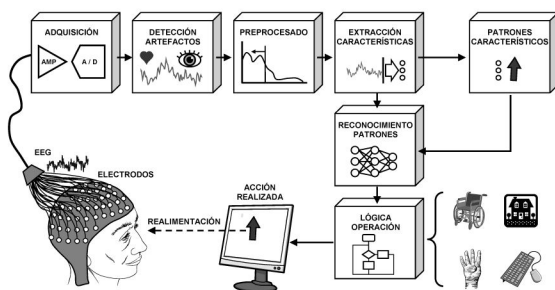 ADQUISICIÓN
AMP
A / D
DETECCIÓN
ARTEFACTOS
PREPROCESADO
EXTRACCIÓN
CARACTERÍSTICAS
PATRONES
CARACTERÍSTICOS
RECONOCIMIENTO
PATRONES
EEG
ELECTRODOS
ACCIÓN
REALIZADA
REALIMENTACIÓN
LÓGICA
OPERACIÓN